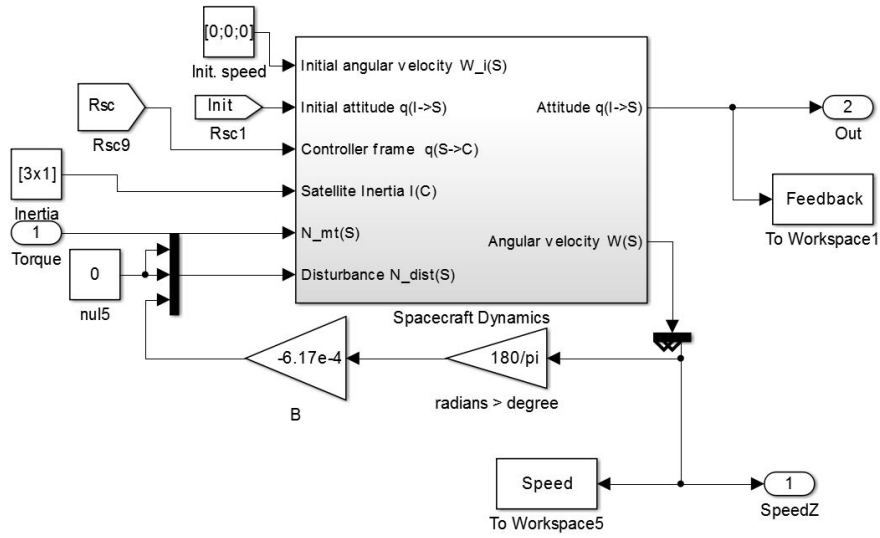 [0;0;0]
Init. speed
Initial angular velocity W_i(S)
Rsc
Rsc9
Init
Rsc1
Initial attitude q(I->S)
Attitude q(I->S)
2
Out
Controller frame q(S->C)
[3x1]
Inertia
Satellite Inertia I(C)
Feedback
To Workspace1
1
Torque
N_mt(S)
Angular velocity W(S)
0
nul5
Disturbance N_dist(S)
Spacecraft Dynamics
-6.17e-4
B
180/pi
radians > degree
Speed
To Workspace5
1
SpeedZ